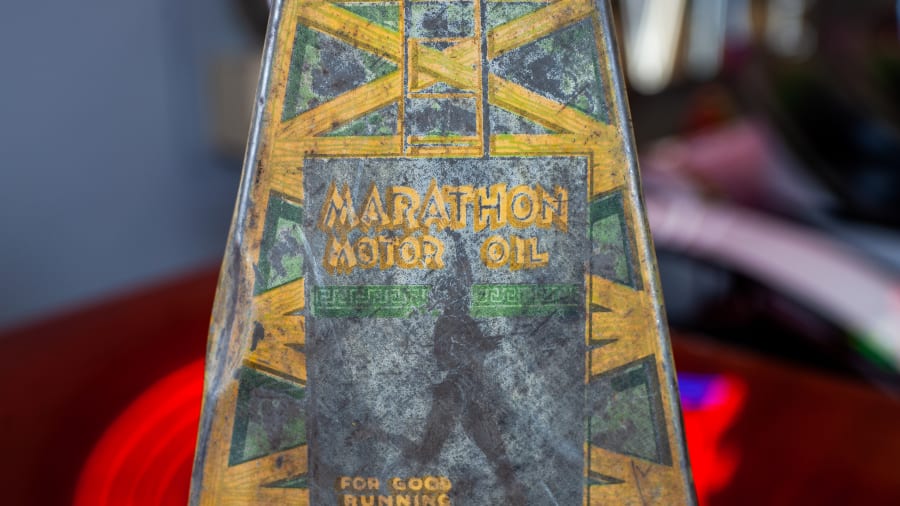 MARATHON
MOTOR OIL
FOR GOOD
RUNNING